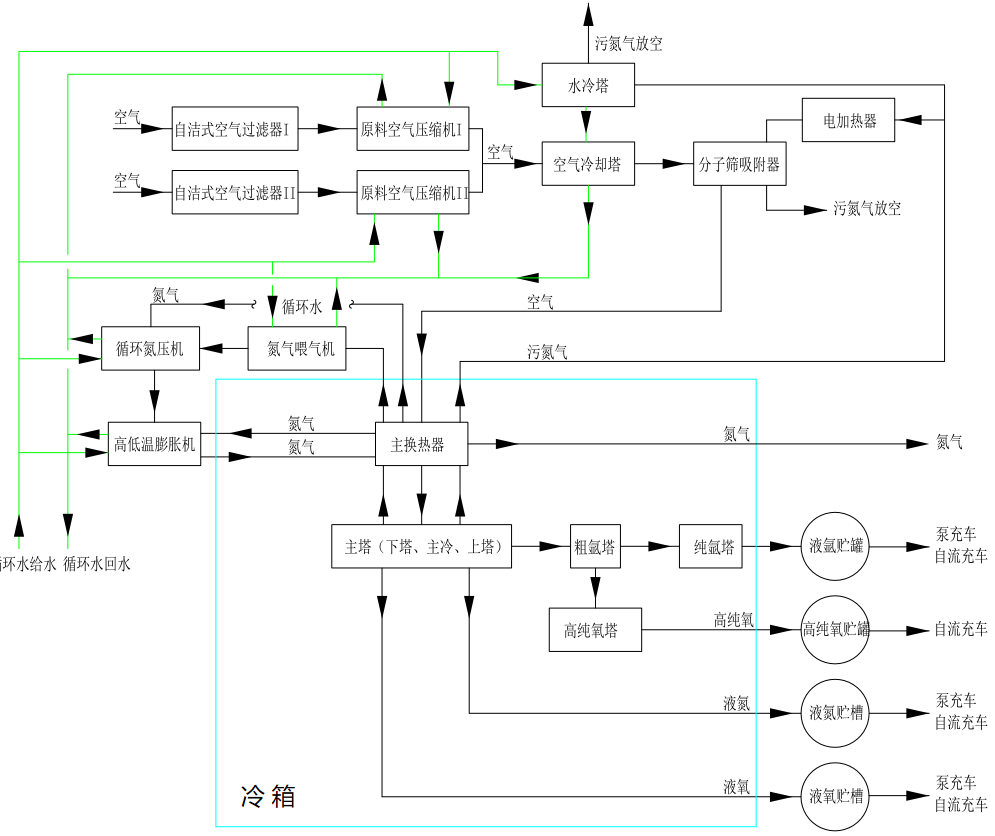 污氮气放空
水冷塔
电加热器
空气
自洁式空气过滤器I
原料空气压缩机I
空气
空气冷却塔
分子筛吸附器
空气
自洁式空气过滤器II
原料空气压缩机II
污氮气放空
氮气
循环水
空气
循环氮压机
氮气喂气机
污氮气
氮气
高低温膨胀机
氮气
主换热器
氮气
氮气
循环水给水
循环水回水
主塔（下塔、主冷、上塔）
粗氩塔
纯氩塔
液氩贮罐
泵充车
自流充车
高纯氧塔
高纯氧
高纯氧贮罐
自流充车
液氮
液氮贮槽
泵充车
自流充车
冷箱
液氧
液氧贮槽
泵充车
自流充车